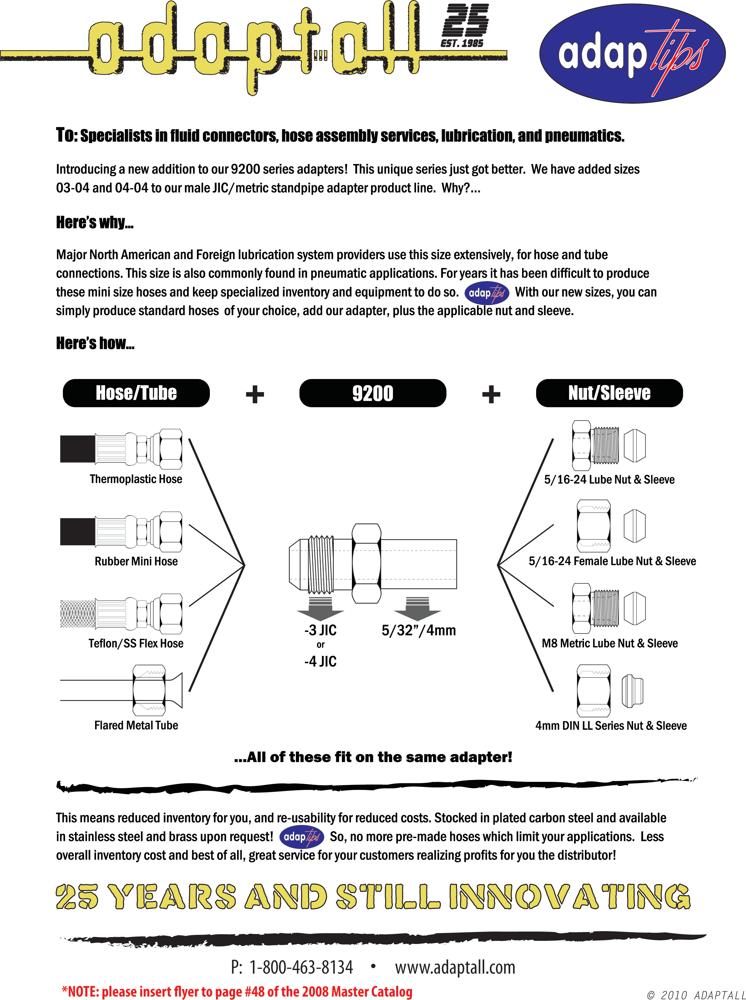 adaptall
25
EST. 1985
adaptips
To: Specialists in fluid connectors, hose assembly services, lubrication, and pneumatics.
Introducing a new addition to our 9200 series adapters!  This unique series just got better.  We have added sizes
03-04 and 04-04 to our male JIC/metric standpipe adapter product line.  Why?...
Here's why...
Major North American and Foreign lubrication system providers use this size extensively, for hose and tube
connections. This size is also commonly found in pneumatic applications. For years it has been difficult to produce
these mini size hoses and keep specialized inventory and equipment to do so. adaptips With our new sizes, you can
simply produce standard hoses  of your choice, add our adapter, plus the applicable nut and sleeve.
Here's how...
Hose/Tube + 9200 + Nut/Sleeve
Thermoplastic Hose
Rubber Mini Hose
Teflon/SS Flex Hose
Flared Metal Tube
-3 JIC
or
-4 JIC
5/32”/4mm
5/16-24 Lube Nut & Sleeve
5/16-24 Female Lube Nut & Sleeve
M8 Metric Lube Nut & Sleeve
4mm DIN LL Series Nut & Sleeve
...All of these fit on the same adapter!
This means reduced inventory for you, and re-usability for reduced costs. Stocked in plated carbon steel and available
in stainless steel and brass upon request! adaptips So, no more pre-made hoses which limit your applications.  Less
overall inventory cost and best of all, great service for your customers realizing profits for you the distributor!
25 YEARS AND STILL INNOVATING
P:  1-800-463-8134 • www.adaptall.com
*NOTE: please insert flyer to page #48 of the 2008 Master Catalog
© 2010 ADAPTALL